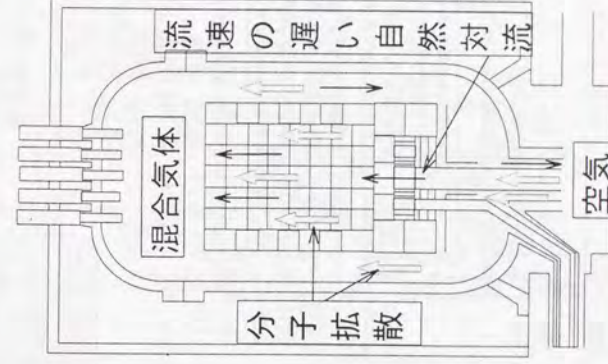 流速の遅い自然対流
混合気体
分子拡散
空気